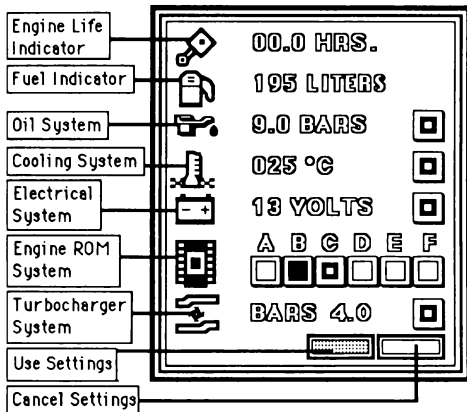 Engine Life
Indicator
00.0 HRS.
Fuel Indicator
195 LITERS
Oil System
9.0 BARS
Cooling System
025 °C
Electrical
System
13 VOLTS
Engine ROM
System
A B C D E F
Turbocharger
System
BARS 4.0
Use Settings
Cancel Settings